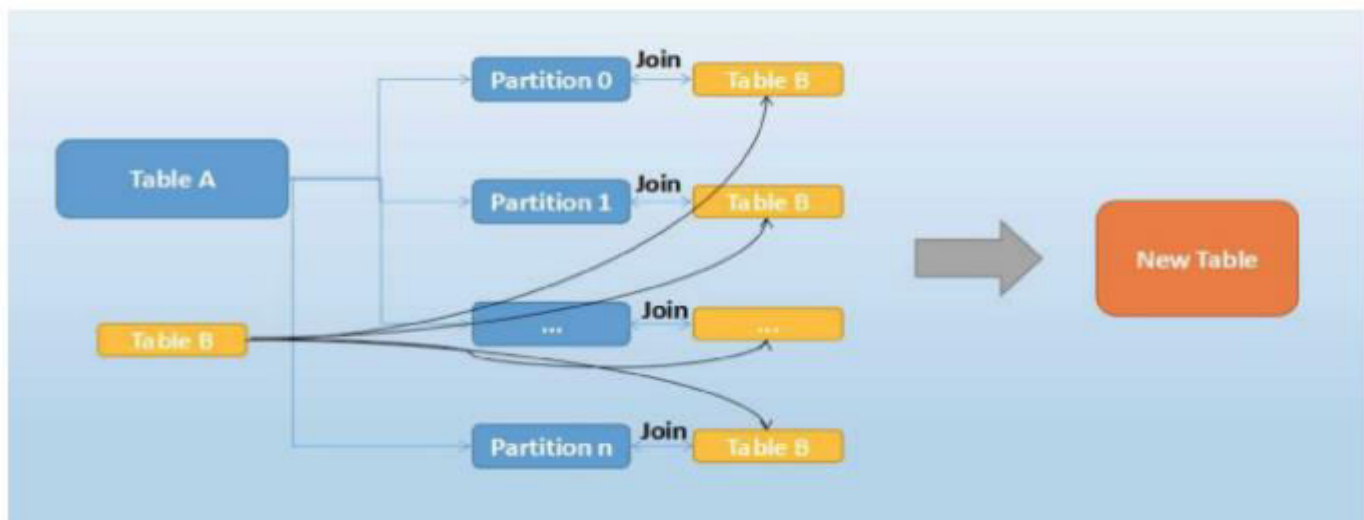 Join
Partition 0
Table B
Table A
Join
Partition 1
Table B
New Table
Join
...
...
Table B
Join
Partition n
Table B